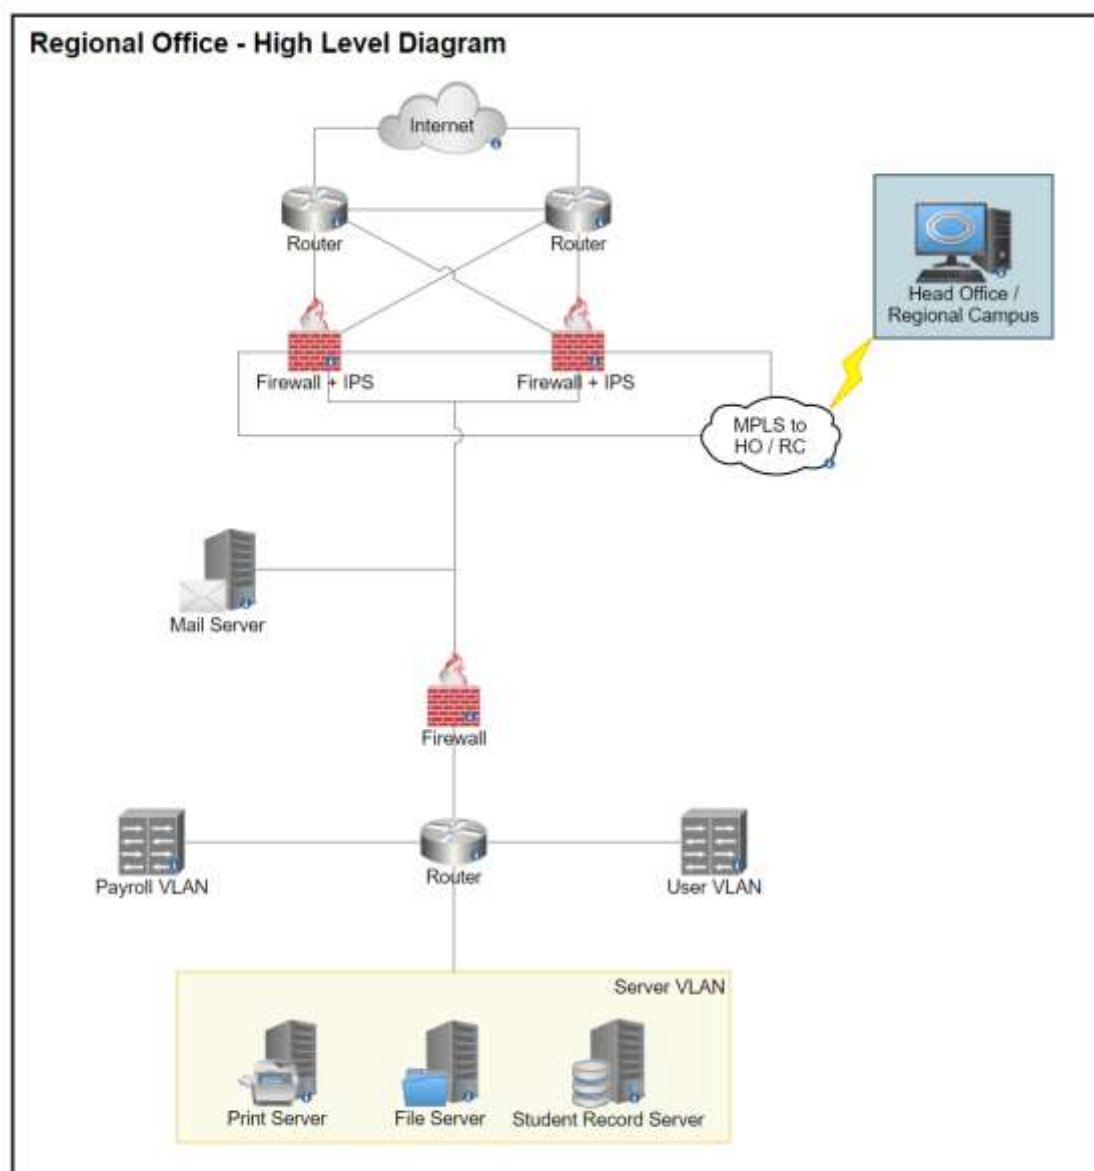 Regional Office - High Level Diagram
Internet
Router
Router
Head Office /
Regional Campus
Firewall + IPS
Firewall + IPS
MPLS to
HO / RC
Mail Server
Firewall
Payroll VLAN
Router
User VLAN
Server VLAN
Print Server
File Server
Student Record Server